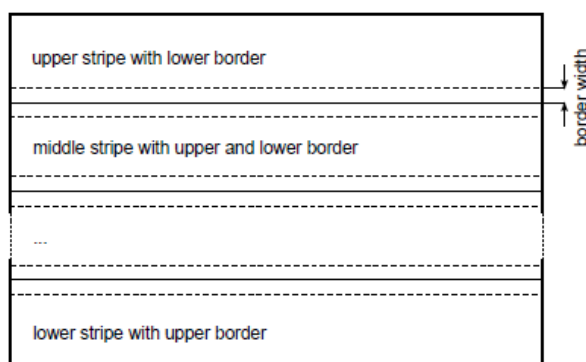 upper stripe with lower border
border width
middle stripe with upper and lower border
...
lower stripe with upper border